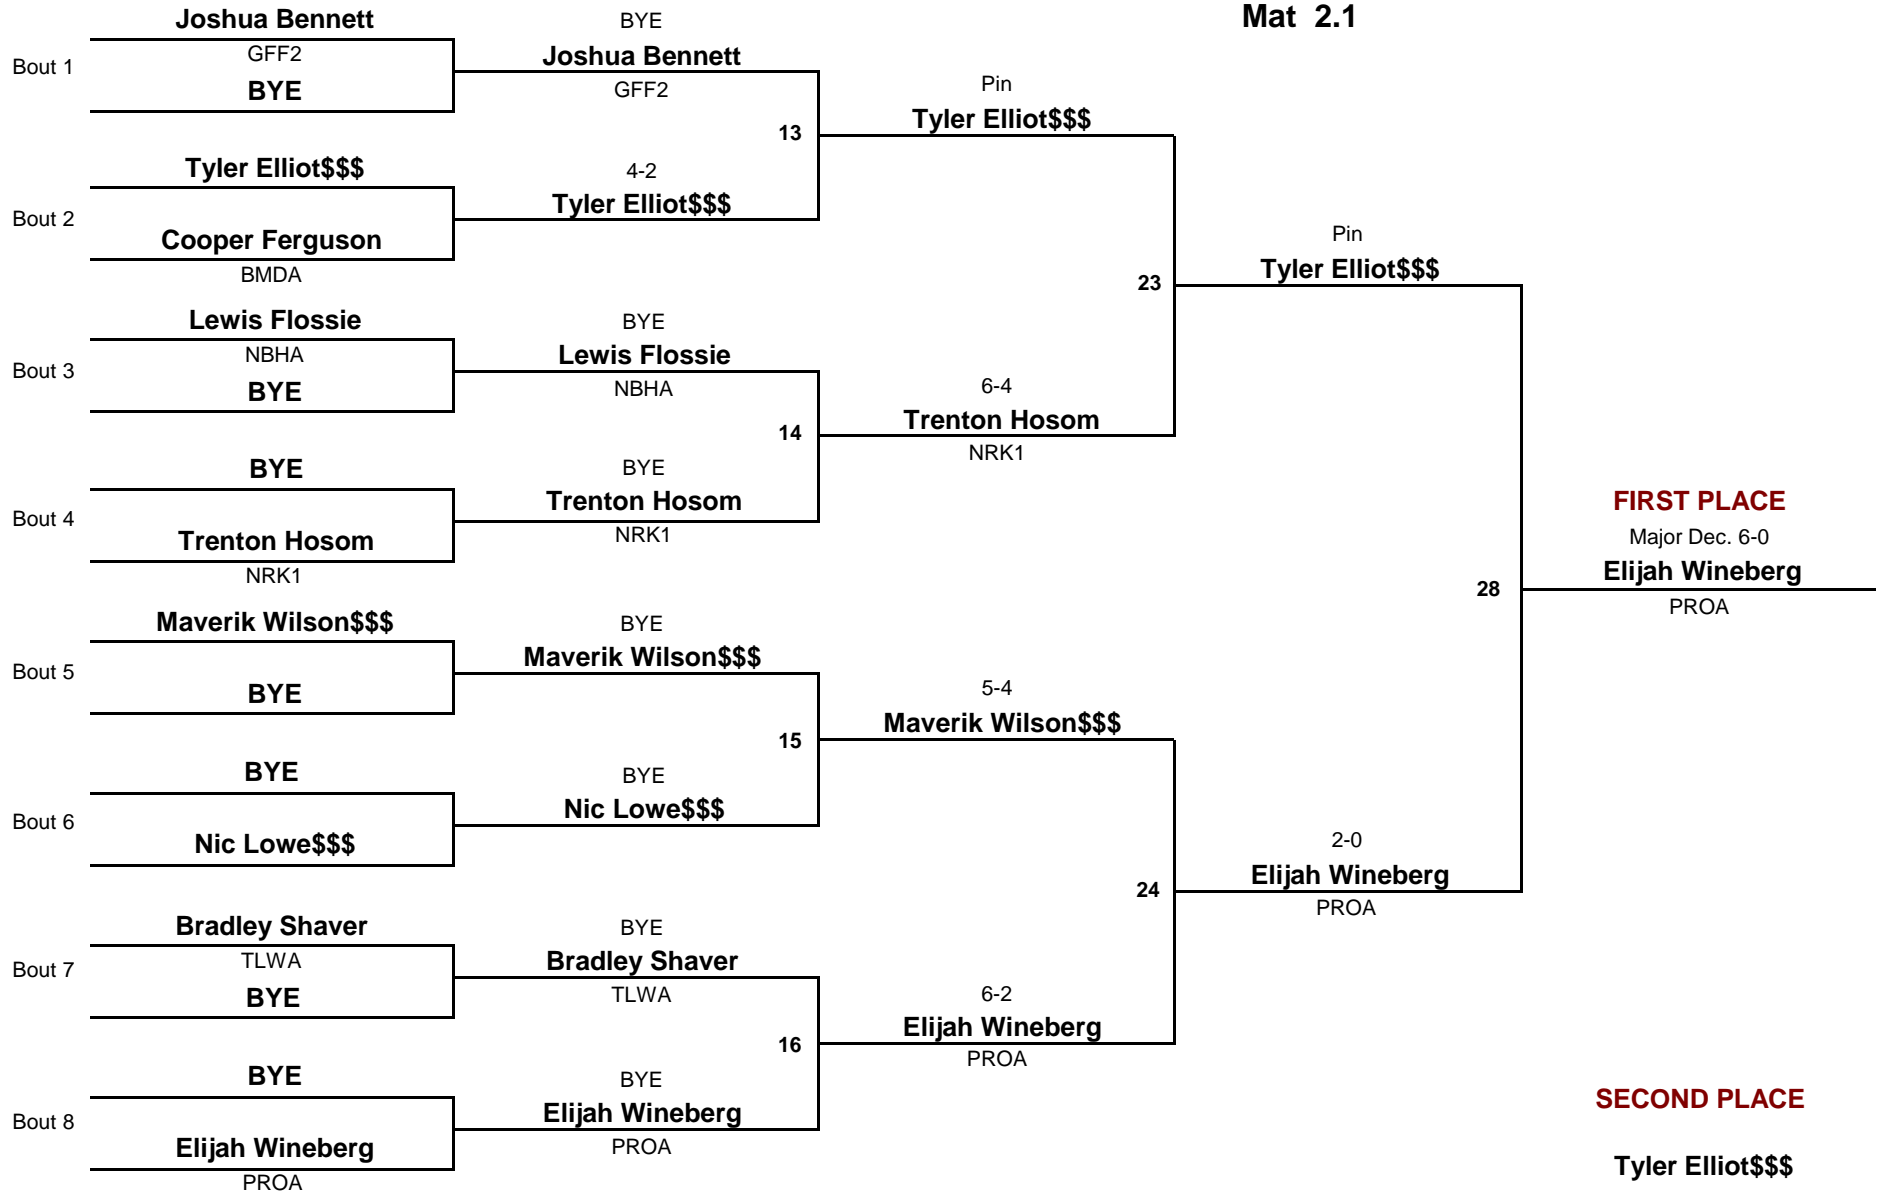 Mat 2.1
Joshua Bennett
Bout 1
GFF2
BYE
Tyler Elliot$$$
Bout 2
Cooper Ferguson
BMDA
Lewis Flossie
Bout 3
NBHA
BYE
BYE
Bout 4
Trenton Hosom
NRK1
Maverik Wilson$$$
Bout 5
BYE
BYE
Bout 6
Nic Lowe$$$
Bradley Shaver
Bout 7
TLWA
BYE
BYE
Bout 8
Elijah Wineberg
PROA
BYE
Joshua Bennett
GFF2
13
4-2
Tyler Elliot$$$
BYE
Lewis Flossie
NBHA
14
BYE
Trenton Hosom
NRK1
BYE
Maverik Wilson$$$
15
BYE
Nic Lowe$$$
BYE
Bradley Shaver
TLWA
16
BYE
Elijah Wineberg
PROA
Pin
Tyler Elliot$$$
23
6-4
Trenton Hosom
NRK1
5-4
Maverik Wilson$$$
24
6-2
Elijah Wineberg
PROA
Pin
Tyler Elliot$$$
28
2-0
Elijah Wineberg
PROA
FIRST PLACE
Major Dec. 6-0
Elijah Wineberg
PROA
SECOND PLACE
Tyler Elliot$$$